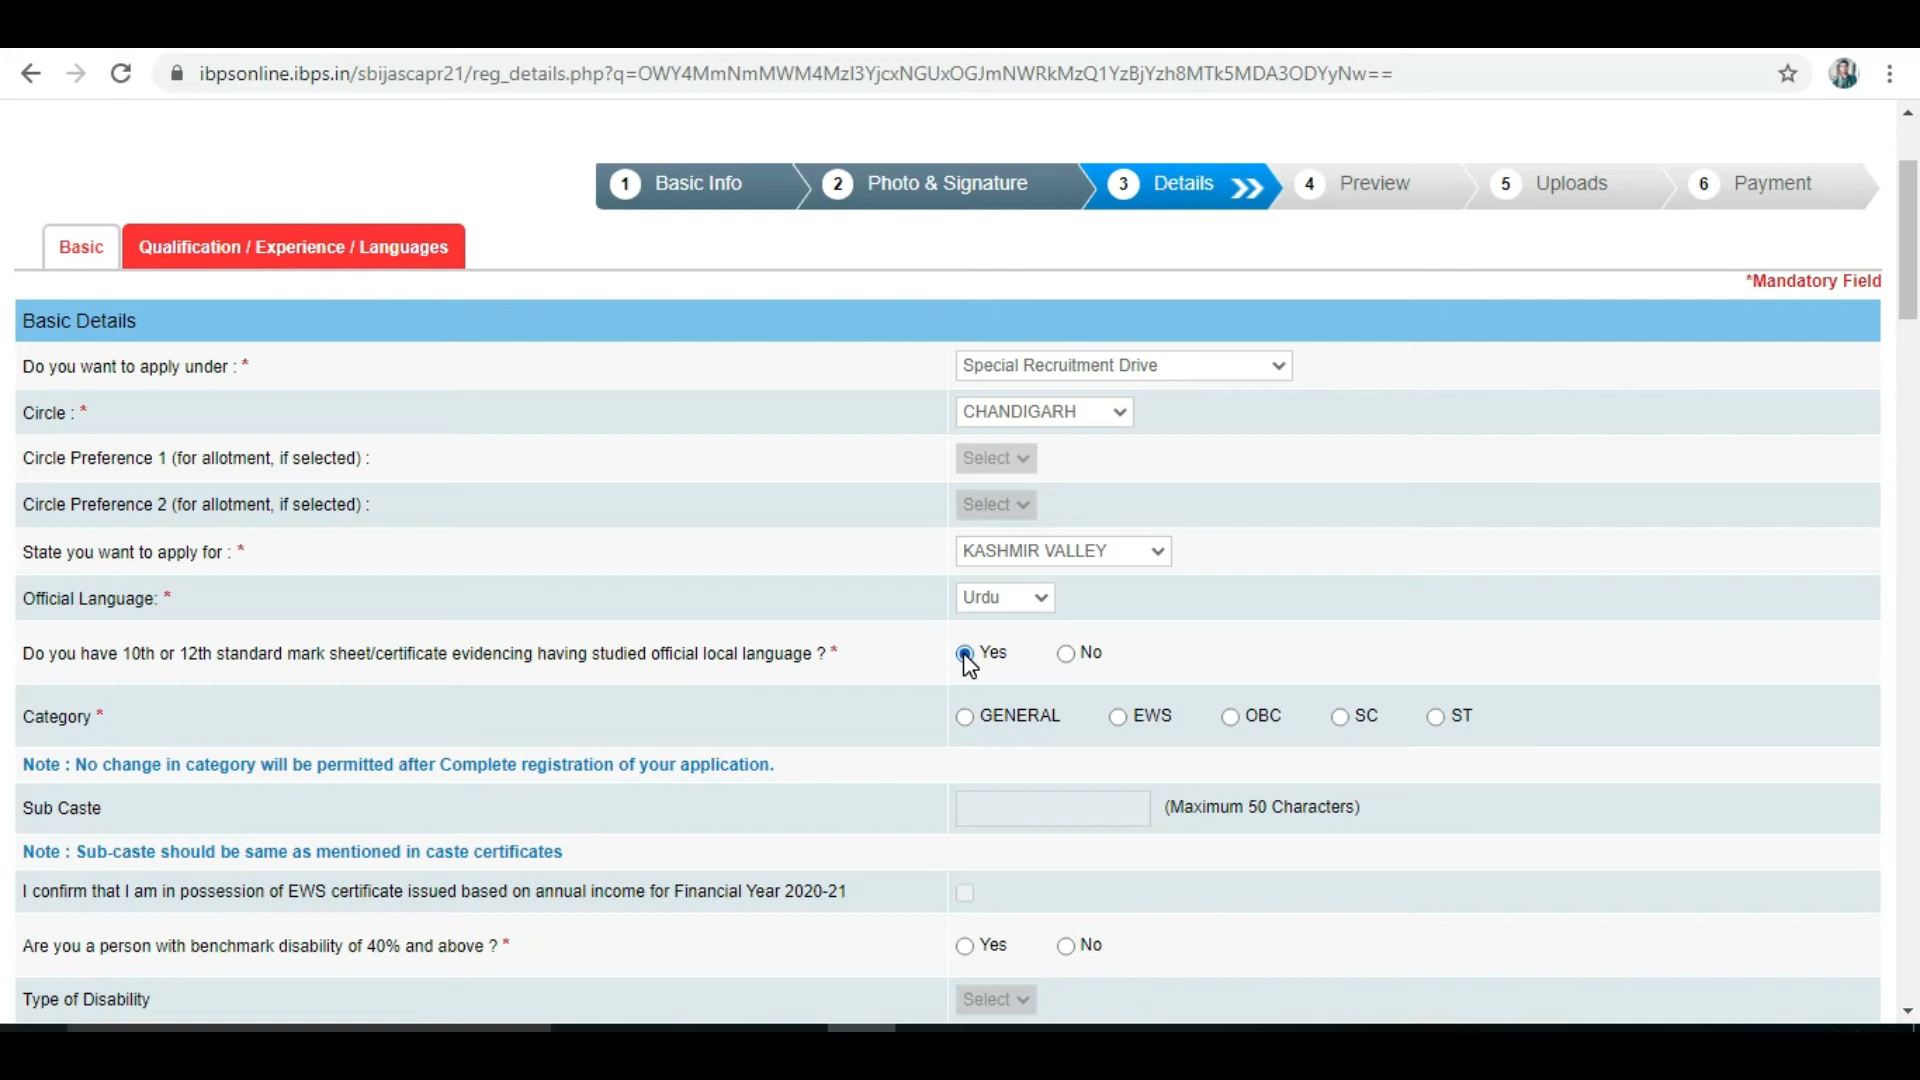 ibpsonline.ibps.in/sbijascapr21/reg_details.php?q=OWY4MmNmMWM4MzI3YjcxNGUxOGJmNWRkMzQ1YzBjYzh8MTk5MDA3ODYyNw==
1 Basic Info 2 Photo & Signature 3 Details 4 Preview 5 Uploads 6 Payment
Basic Qualification / Experience / Languages
*Mandatory Field
Basic Details
Do you want to apply under : * Special Recruitment Drive
Circle : * CHANDIGARH
Circle Preference 1 (for allotment, if selected) : Select
Circle Preference 2 (for allotment, if selected) : Select
State you want to apply for : * KASHMIR VALLEY
Official Language: * Urdu
Do you have 10th or 12th standard mark sheet/certificate evidencing having studied official local language ? * Yes No
Category * GENERAL EWS OBC SC ST
Note : No change in category will be permitted after Complete registration of your application.
Sub Caste (Maximum 50 Characters)
Note : Sub-caste should be same as mentioned in caste certificates
I confirm that I am in possession of EWS certificate issued based on annual income for Financial Year 2020-21
Are you a person with benchmark disability of 40% and above ? * Yes No
Type of Disability Select